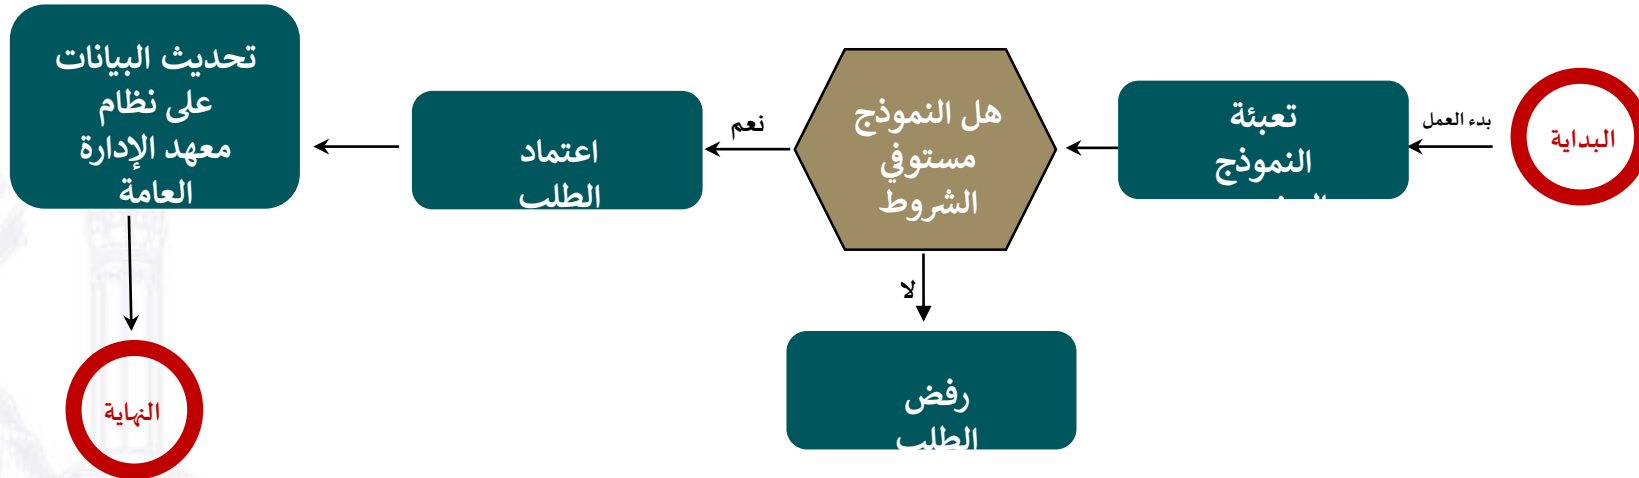 البداية
بدء العمل
تعبئة
النموذج
هل النموذج
مستوفي
الشروط
نعم
اعتماد
الطلب
تحديث البيانات
على نظام
معهد الإدارة
العامة
النهاية
لا
رفض
الطلب